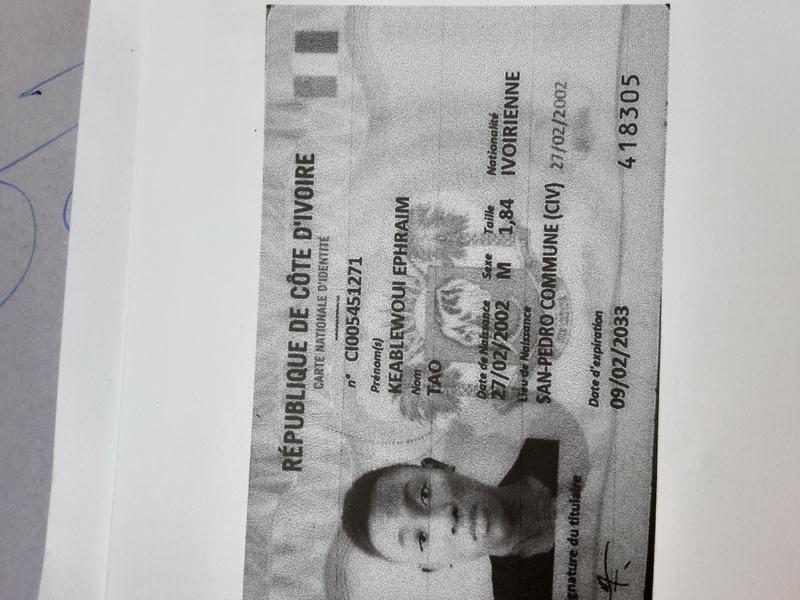 RÉPUBLIQUE DE CÔTE D'IVOIRE
CARTE NATIONALE D'IDENTITÉ
n° CI005451271
Prénom(s)
KEABLEWOUI EPHRAIM
Nom
TAO
Date de Naissance Sexe Taille Nationalité
27/02/2002 M 1,84 IVOIRIENNE
Lieu de Naissance
SAN-PEDRO COMMUNE (CIV) 27/02/2002
Date d'expiration
09/02/2033
418305
gnature du titulaire